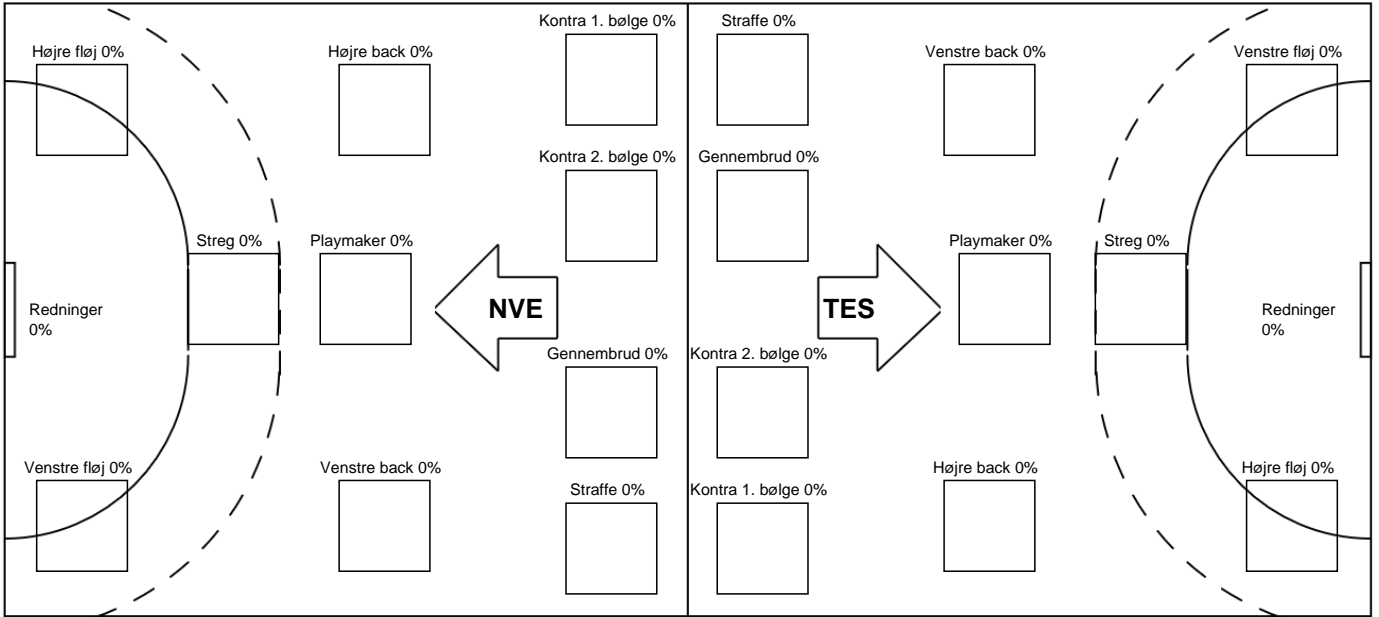 Kontra 1. bølge 0%
Straffe 0%
Højre fløj 0%
Højre back 0%
Venstre back 0%
Venstre fløj 0%
Kontra 2. bølge 0%
Gennembrud 0%
Streg 0%
Playmaker 0%
Playmaker 0%
Streg 0%
Redninger
0%
NVE
TES
Redninger
0%
Gennembrud 0%
Kontra 2. bølge 0%
Venstre fløj 0%
Venstre back 0%
Straffe 0%
Kontra 1. bølge 0%
Højre back 0%
Højre fløj 0%